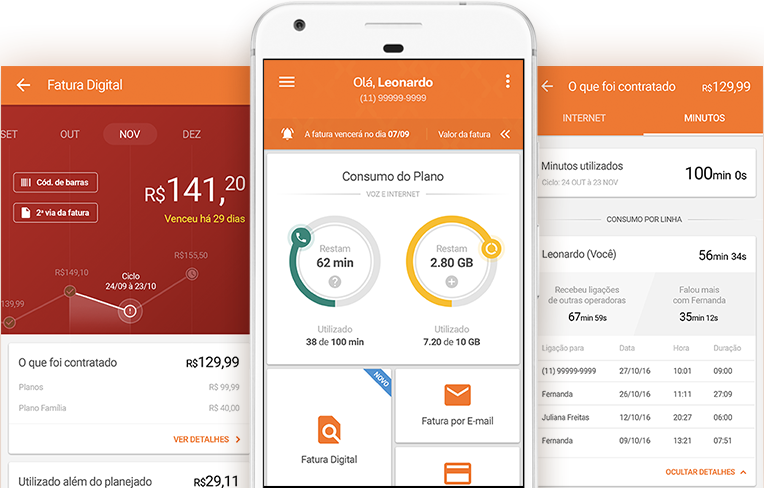 Fatura Digital
SET
OUT
NOV
DEZ
Cód. de barras
2ª via da fatura
R$141,20
Venceu há 29 dias
R$155,50
R$149,10
139,99
Ciclo
24/09 à 23/10
O que foi contratado
R$129,99
Planos
R$ 99,99
Plano Família
R$ 40,00
VER DETALHES
Utilizado além do planejado
R$29,11
Olá, Leonardo
(11) 99999-9999
A fatura vencerá no dia 07/09
Valor da fatura
Consumo do Plano
VOZ E INTERNET
Restam
62 min
?
Utilizado
38 de 100 min
Restam
2.80 GB
Utilizado
7.20 de 10 GB
NOVO
Fatura Digital
Fatura por E-mail
O que foi contratado
R$129,99
INTERNET
MINUTOS
Minutos utilizados
100min 0s
Ciclo: 24 OUT à 23 NOV
CONSUMO POR LINHA
Leonardo (Você)
56min 34s
Recebeu ligações
de outras operadoras
67min 59s
Falou mais
com Fernanda
35min 12s
Ligação para Data Hora Duração
(11) 99999-9999 27/10/16 10:01 09:00
Fernanda 26/10/16 11:11 27:09
Juliana Freitas 12/10/16 20:27 06:00
Fernanda 09/10/16 13:21 07:51
OCULTAR DETALHES